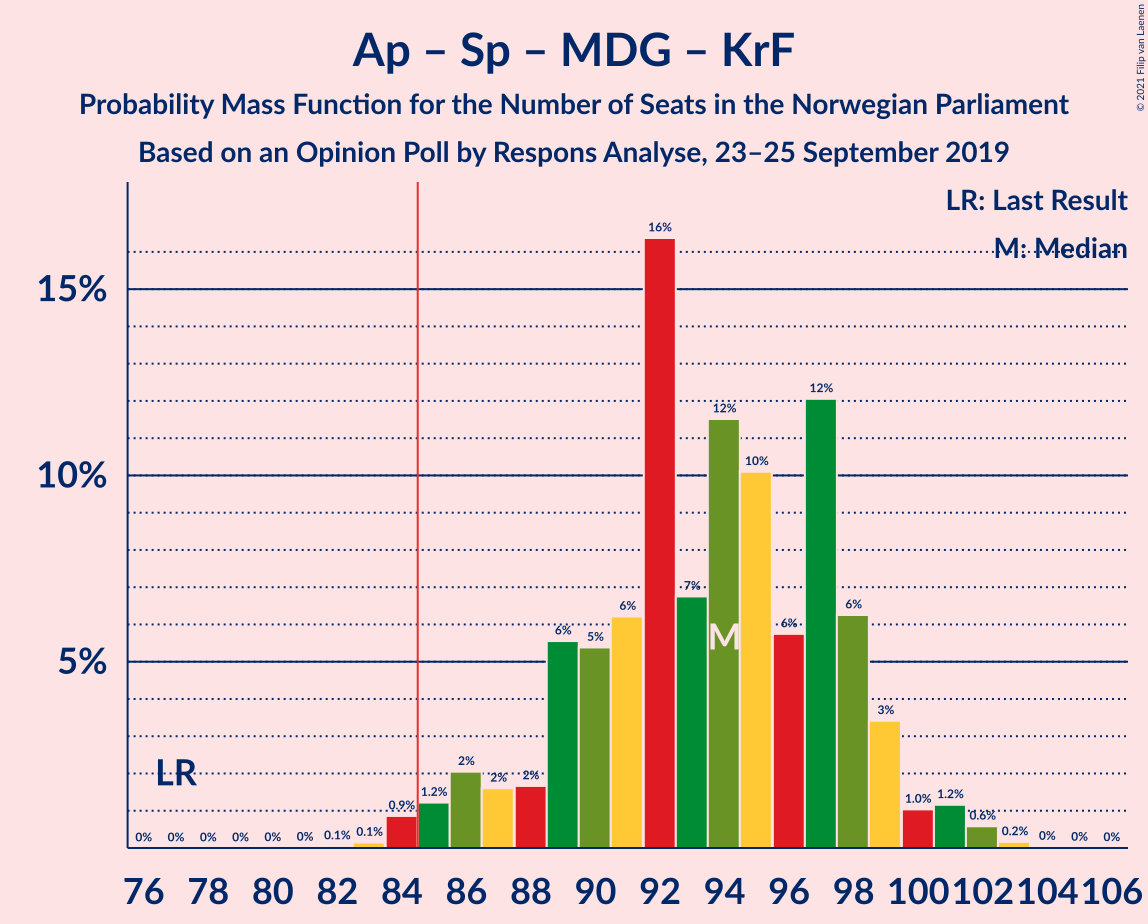 Ap – Sp – MDG – KrF
Probability Mass Function for the Number of Seats in the Norwegian Parliament
Based on an Opinion Poll by Respons Analyse, 23–25 September 2019
© 2021 Filip van Laenen
LR: Last Result
M: Median
15%
10%
5%
0% 0% 0% 0% 0% 0% 0.1% 0.1% 0.9% 1.2% 2% 2% 2% 6% 5% 6% 16% 7% 12% 10% 6% 12% 6% 3% 1.0% 1.2% 0.6% 0.2% 0% 0% 0%
LR
M
76 78 80 82 84 86 88 90 92 94 96 98 100 102 104 106